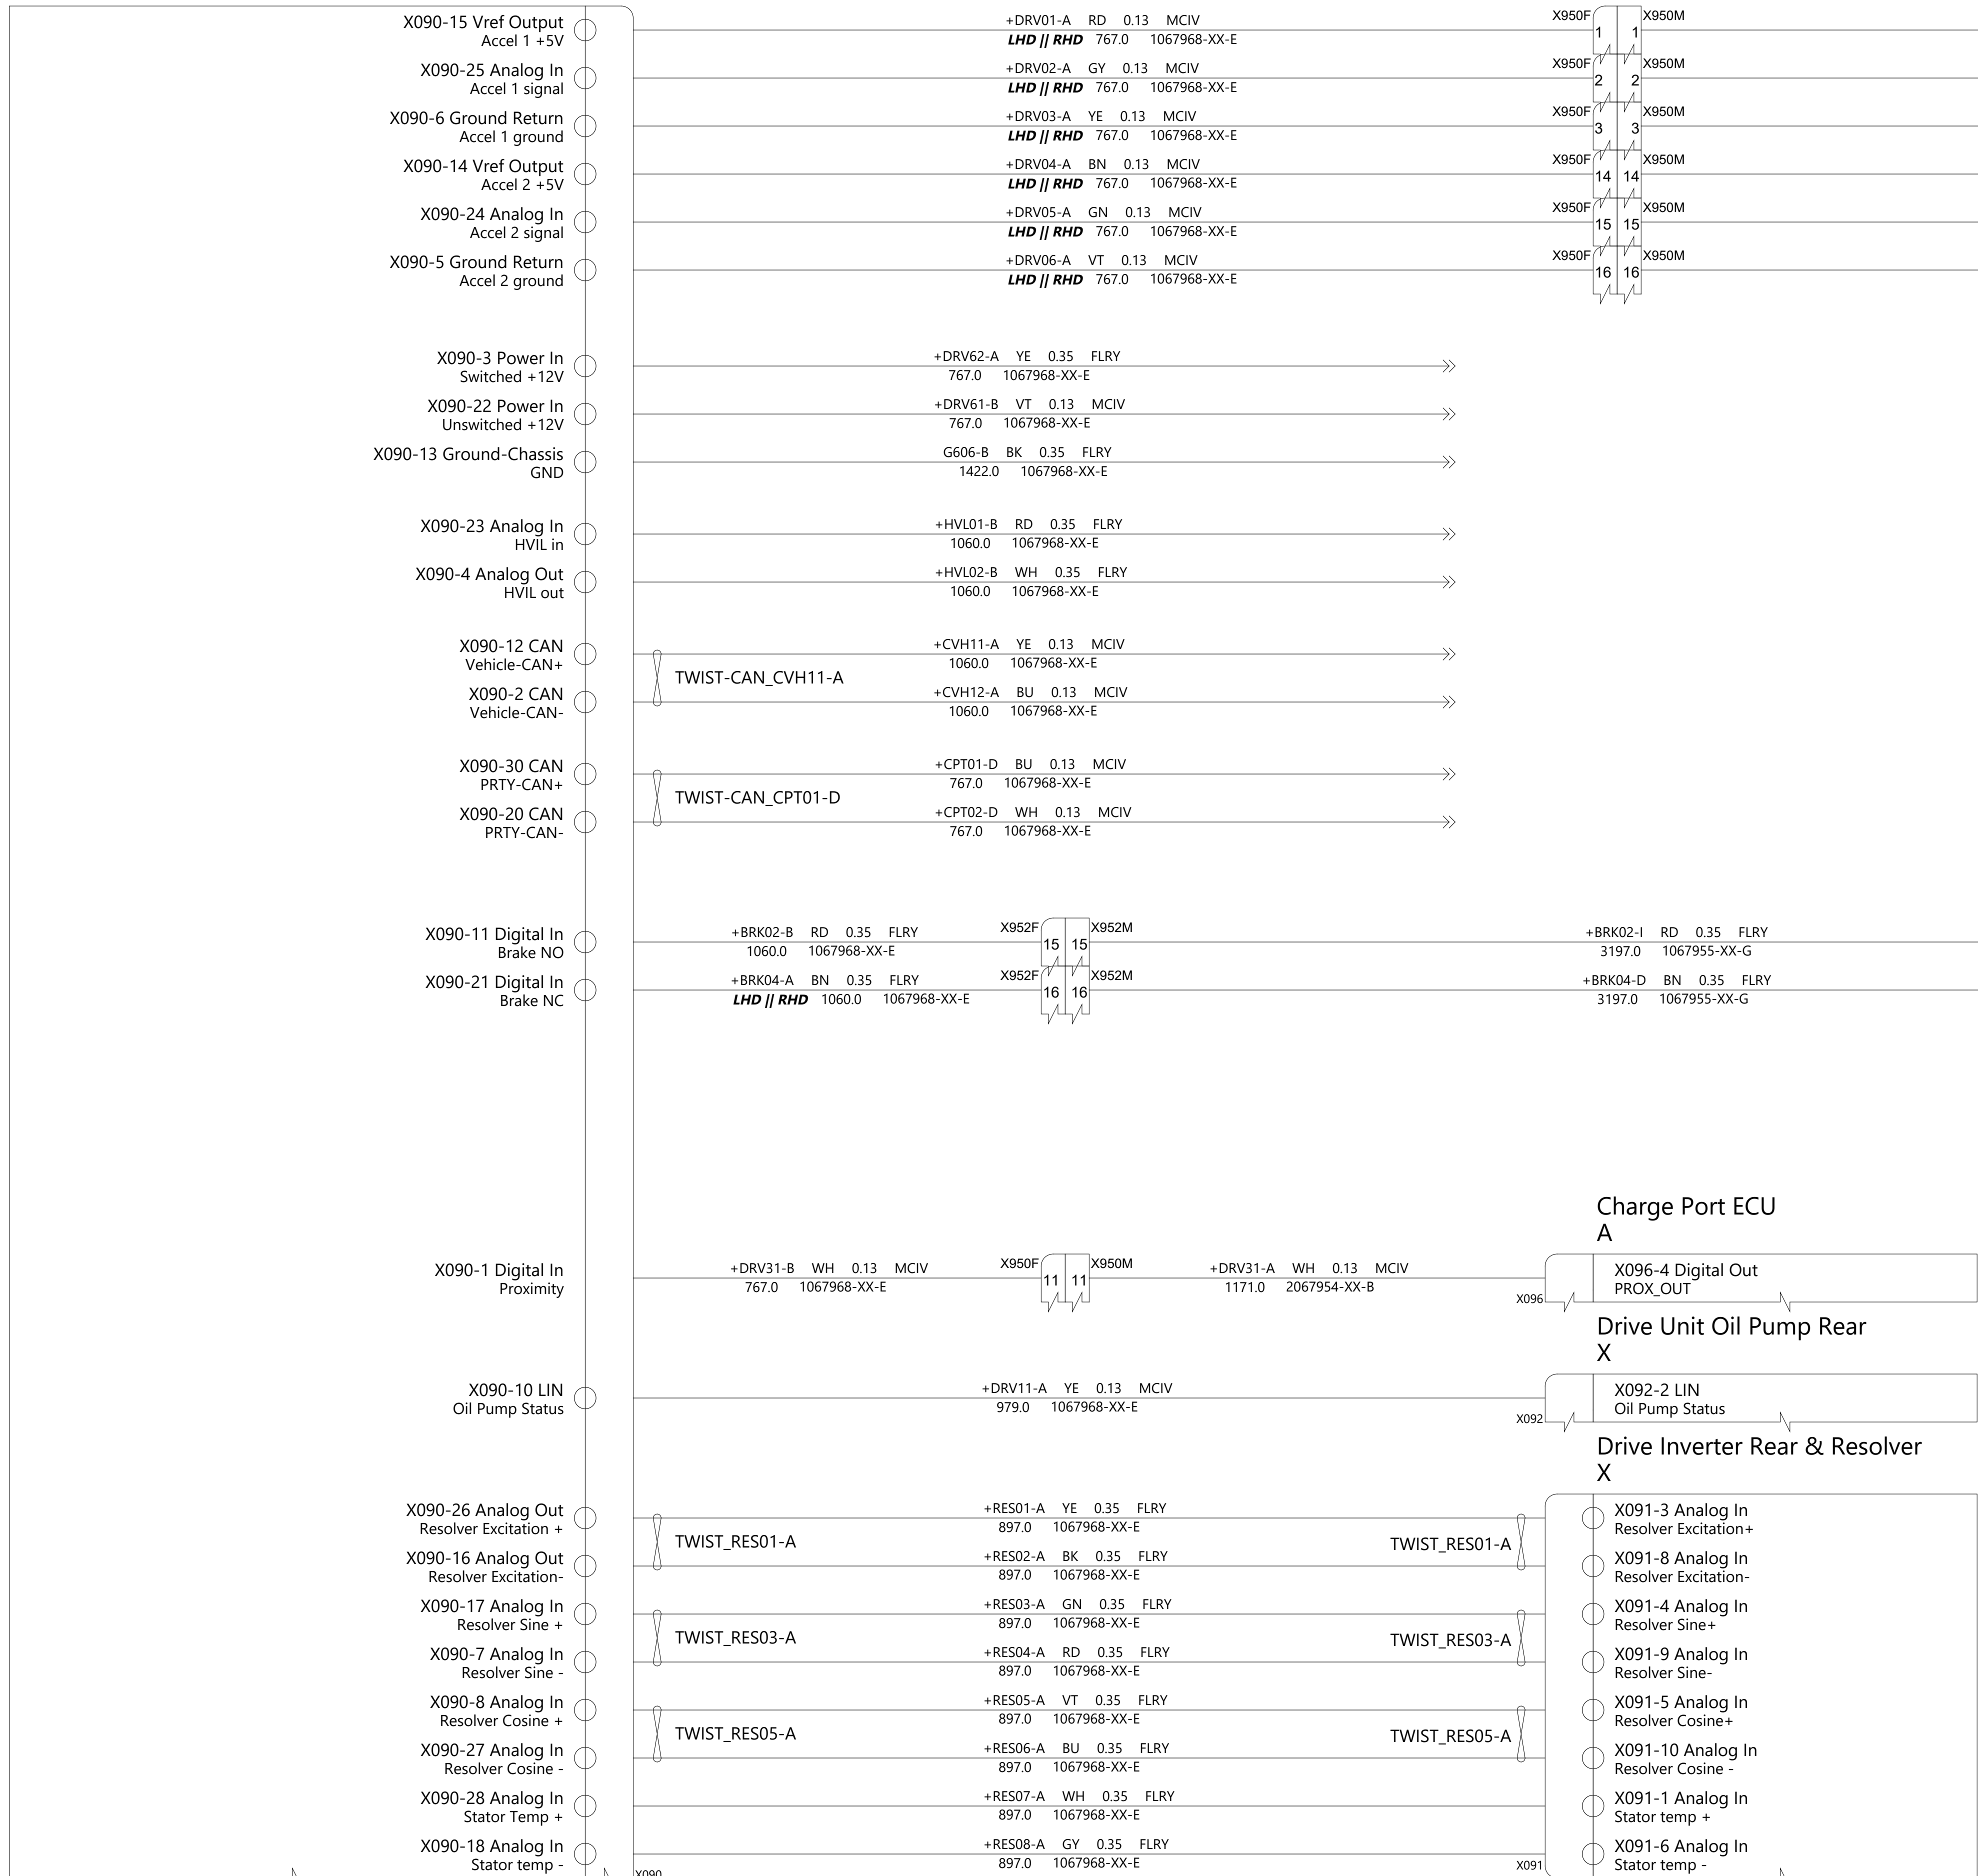 X090-15 Vref Output
Accel 1 +5V
+DRV01-A RD 0.13 MCIV
LHD || RHD 767.0 1067968-XX-E
X950F 1 1 X950M
X090-25 Analog In
Accel 1 signal
+DRV02-A GY 0.13 MCIV
LHD || RHD 767.0 1067968-XX-E
X950F 2 2 X950M
X090-6 Ground Return
Accel 1 ground
+DRV03-A YE 0.13 MCIV
LHD || RHD 767.0 1067968-XX-E
X950F 3 3 X950M
X090-14 Vref Output
Accel 2 +5V
+DRV04-A BN 0.13 MCIV
LHD || RHD 767.0 1067968-XX-E
X950F 14 14 X950M
X090-24 Analog In
Accel 2 signal
+DRV05-A GN 0.13 MCIV
LHD || RHD 767.0 1067968-XX-E
X950F 15 15 X950M
X090-5 Ground Return
Accel 2 ground
+DRV06-A VT 0.13 MCIV
LHD || RHD 767.0 1067968-XX-E
X950F 16 16 X950M
X090-3 Power In
Switched +12V
+DRV62-A YE 0.35 FLRY
767.0 1067968-XX-E
X090-22 Power In
Unswitched +12V
+DRV61-B VT 0.13 MCIV
767.0 1067968-XX-E
X090-13 Ground-Chassis
GND
G606-B BK 0.35 FLRY
1422.0 1067968-XX-E
X090-23 Analog In
HVIL in
+HVL01-B RD 0.35 FLRY
1060.0 1067968-XX-E
X090-4 Analog Out
HVIL out
+HVL02-B WH 0.35 FLRY
1060.0 1067968-XX-E
X090-12 CAN
Vehicle-CAN+
+CVH11-A YE 0.13 MCIV
1060.0 1067968-XX-E
TWIST-CAN_CVH11-A
X090-2 CAN
Vehicle-CAN-
+CVH12-A BU 0.13 MCIV
1060.0 1067968-XX-E
X090-30 CAN
PRTY-CAN+
+CPT01-D BU 0.13 MCIV
767.0 1067968-XX-E
TWIST-CAN_CPT01-D
X090-20 CAN
PRTY-CAN-
+CPT02-D WH 0.13 MCIV
767.0 1067968-XX-E
X090-11 Digital In
Brake NO
+BRK02-B RD 0.35 FLRY
1060.0 1067968-XX-E
X952F 15 15 X952M
+BRK02-I RD 0.35 FLRY
3197.0 1067955-XX-G
X090-21 Digital In
Brake NC
+BRK04-A BN 0.35 FLRY
LHD || RHD 1060.0 1067968-XX-E
X952F 16 16 X952M
+BRK04-D BN 0.35 FLRY
3197.0 1067955-XX-G
Charge Port ECU
A
X090-1 Digital In
Proximity
+DRV31-B WH 0.13 MCIV
767.0 1067968-XX-E
X950F 11 11 X950M
+DRV31-A WH 0.13 MCIV
1171.0 2067954-XX-B
X096
X096-4 Digital Out
PROX_OUT
Drive Unit Oil Pump Rear
X
X090-10 LIN
Oil Pump Status
+DRV11-A YE 0.13 MCIV
979.0 1067968-XX-E
X092
X092-2 LIN
Oil Pump Status
Drive Inverter Rear & Resolver
X
X090-26 Analog Out
Resolver Excitation +
+RES01-A YE 0.35 FLRY
897.0 1067968-XX-E
X091-3 Analog In
Resolver Excitation+
TWIST_RES01-A
TWIST_RES01-A
X090-16 Analog Out
Resolver Excitation-
+RES02-A BK 0.35 FLRY
897.0 1067968-XX-E
X091-8 Analog In
Resolver Excitation-
X090-17 Analog In
Resolver Sine +
+RES03-A GN 0.35 FLRY
897.0 1067968-XX-E
X091-4 Analog In
Resolver Sine+
TWIST_RES03-A
TWIST_RES03-A
X090-7 Analog In
Resolver Sine -
+RES04-A RD 0.35 FLRY
897.0 1067968-XX-E
X091-9 Analog In
Resolver Sine-
X090-8 Analog In
Resolver Cosine +
+RES05-A VT 0.35 FLRY
897.0 1067968-XX-E
X091-5 Analog In
Resolver Cosine+
TWIST_RES05-A
TWIST_RES05-A
X090-27 Analog In
Resolver Cosine -
+RES06-A BU 0.35 FLRY
897.0 1067968-XX-E
X091-10 Analog In
Resolver Cosine -
X090-28 Analog In
Stator Temp +
+RES07-A WH 0.35 FLRY
897.0 1067968-XX-E
X091-1 Analog In
Stator temp +
X090-18 Analog In
Stator temp -
+RES08-A GY 0.35 FLRY
897.0 1067968-XX-E
X091-6 Analog In
Stator temp -
X090
X091